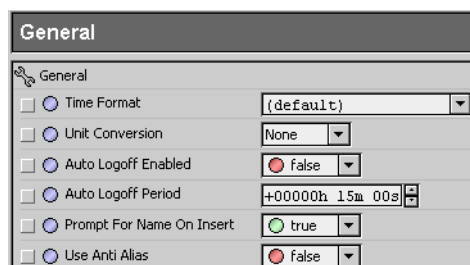 General
General
Time Format (default)
Unit Conversion None
Auto Logoff Enabled false
Auto Logoff Period +00000h 15m 00s
Prompt For Name On Insert true
Use Anti Alias false